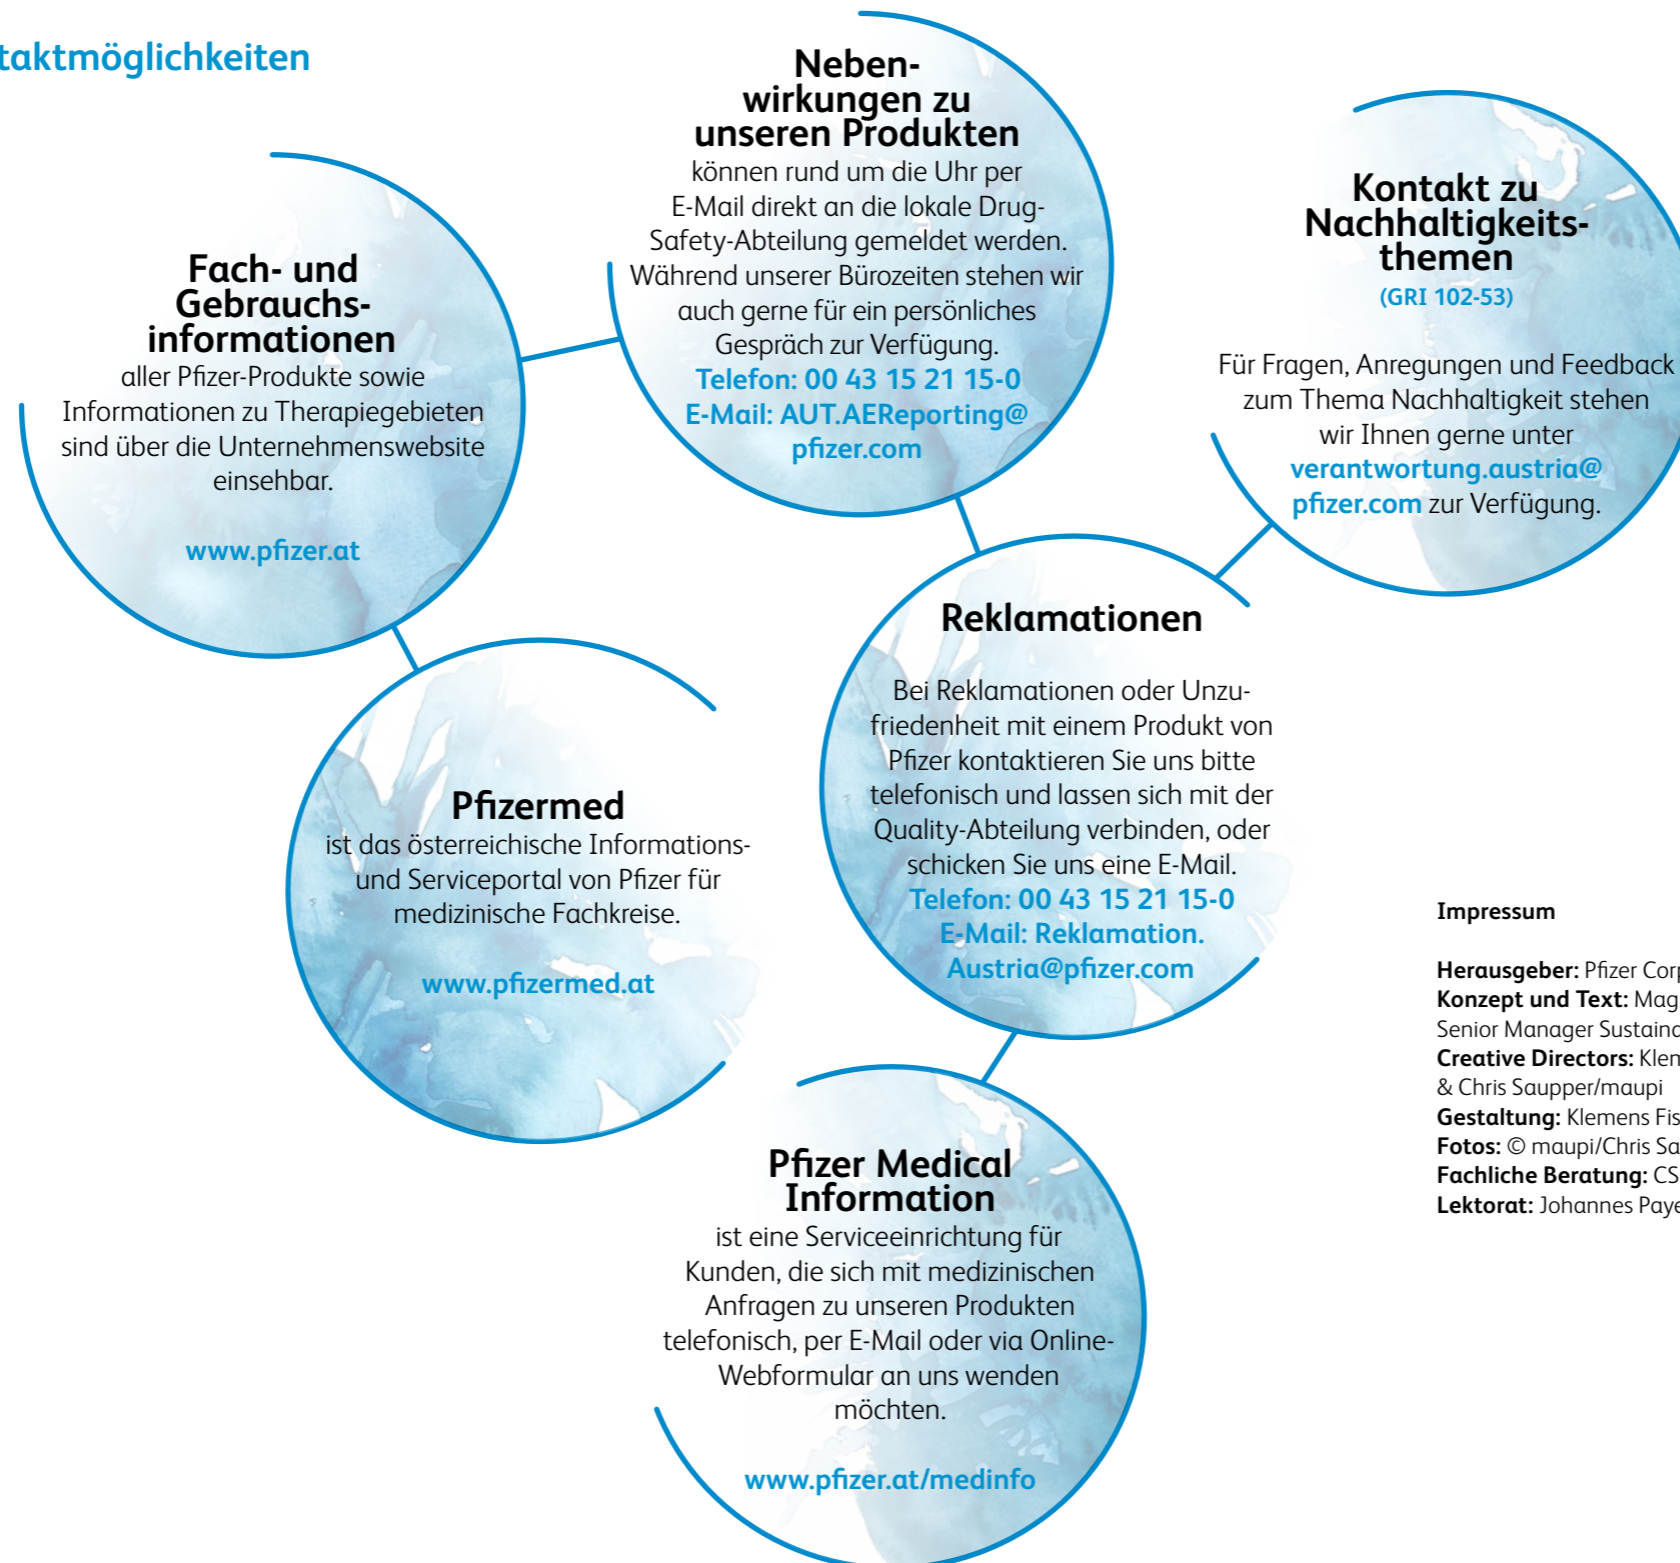 taktmöglichkeiten
Neben-
wirkungen zu
unseren Produkten
können rund um die Uhr per
E-Mail direkt an die lokale Drug-
Safety-Abteilung gemeldet werden.
Während unserer Bürozeiten stehen wir
auch gerne für ein persönliches
Gespräch zur Verfügung.
Telefon: 00 43 15 21 15-0
E-Mail: AUT.AEReporting@
pfizer.com
Kontakt zu
Nachhaltigkeits-
themen
(GRI 102-53)
Für Fragen, Anregungen und Feedback
zum Thema Nachhaltigkeit stehen
wir Ihnen gerne unter
verantwortung.austria@
pfizer.com zur Verfügung.
Fach- und
Gebrauchs-
informationen
aller Pfizer-Produkte sowie
Informationen zu Therapiegebieten
sind über die Unternehmenswebsite
einsehbar.
www.pfizer.at
Reklamationen
Bei Reklamationen oder Unzu-
friedenheit mit einem Produkt von
Pfizer kontaktieren Sie uns bitte
telefonisch und lassen sich mit der
Quality-Abteilung verbinden, oder
schicken Sie uns eine E-Mail.
Telefon: 00 43 15 21 15-0
E-Mail: Reklamation.
Austria@pfizer.com
Pfizermed
ist das österreichische Informations-
und Serviceportal von Pfizer für
medizinische Fachkreise.
www.pfizermed.at
Pfizer Medical
Information
ist eine Serviceeinrichtung für
Kunden, die sich mit medizinischen
Anfragen zu unseren Produkten
telefonisch, per E-Mail oder via Online-
Webformular an uns wenden
möchten.
www.pfizer.at/medinfo
Impressum
Herausgeber: Pfizer Corp
Konzept und Text: Mag
Senior Manager Sustaina
Creative Directors: Klem
& Chris Saupper/maupi
Gestaltung: Klemens Fis
Fotos: © maupi/Chris Sa
Fachliche Beratung: CS
Lektorat: Johannes Paye